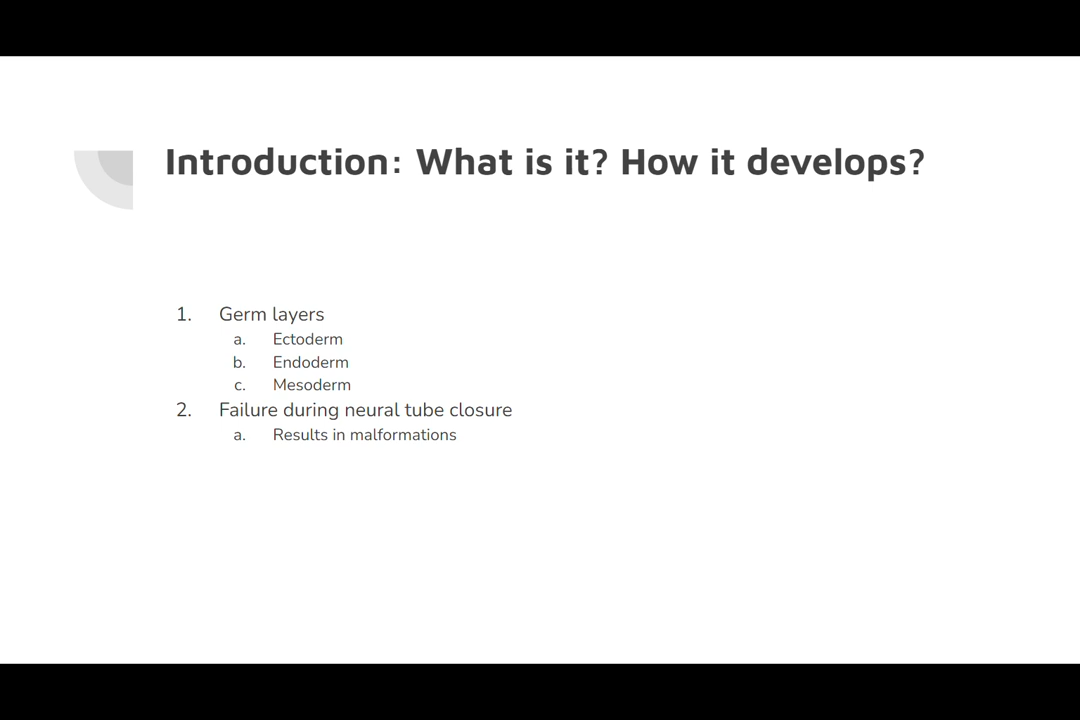 Introduction: What is it? How it develops?
1. Germ layers
a. Ectoderm
b. Endoderm
c. Mesoderm
2. Failure during neural tube closure
a. Results in malformations